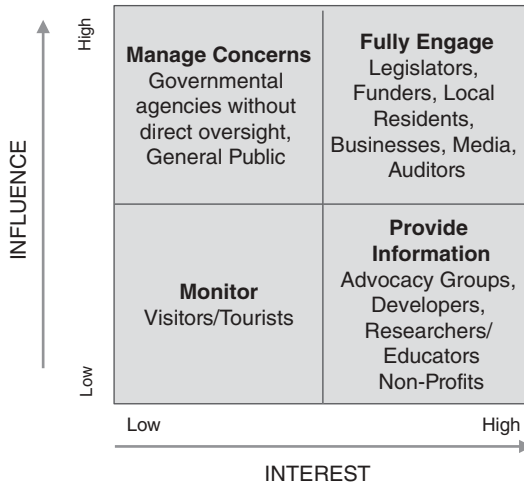 INFLUENCE
High
Low
Manage Concerns
Governmental
agencies without
direct oversight,
General Public
Fully Engage
Legislators,
Funders, Local
Residents,
Businesses, Media,
Auditors
Monitor
Visitors/Tourists
Provide
Information
Advocacy Groups,
Developers,
Researchers/
Educators
Non-Profits
Low
High
INTEREST